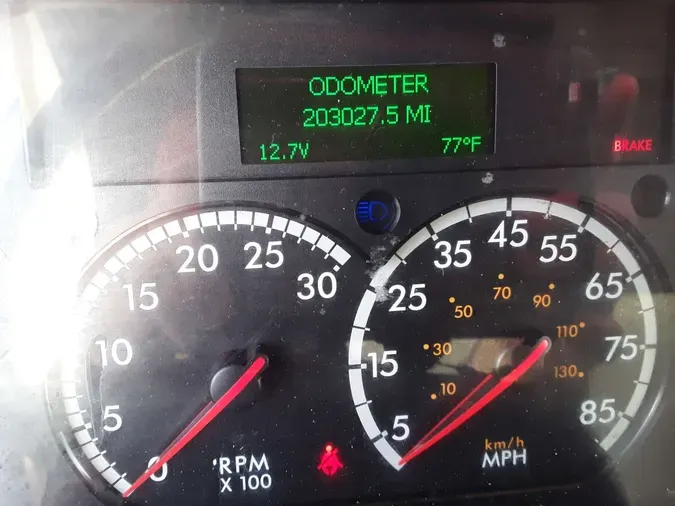 ODOMETER
203027.5 MI
12.7V 77°F
BRAKE
0 5 10 15 20 25 30
RPM
X 100
5 15 25 35 45 55 65 75 85
10 30 50 70 90 110 130
km/h
MPH